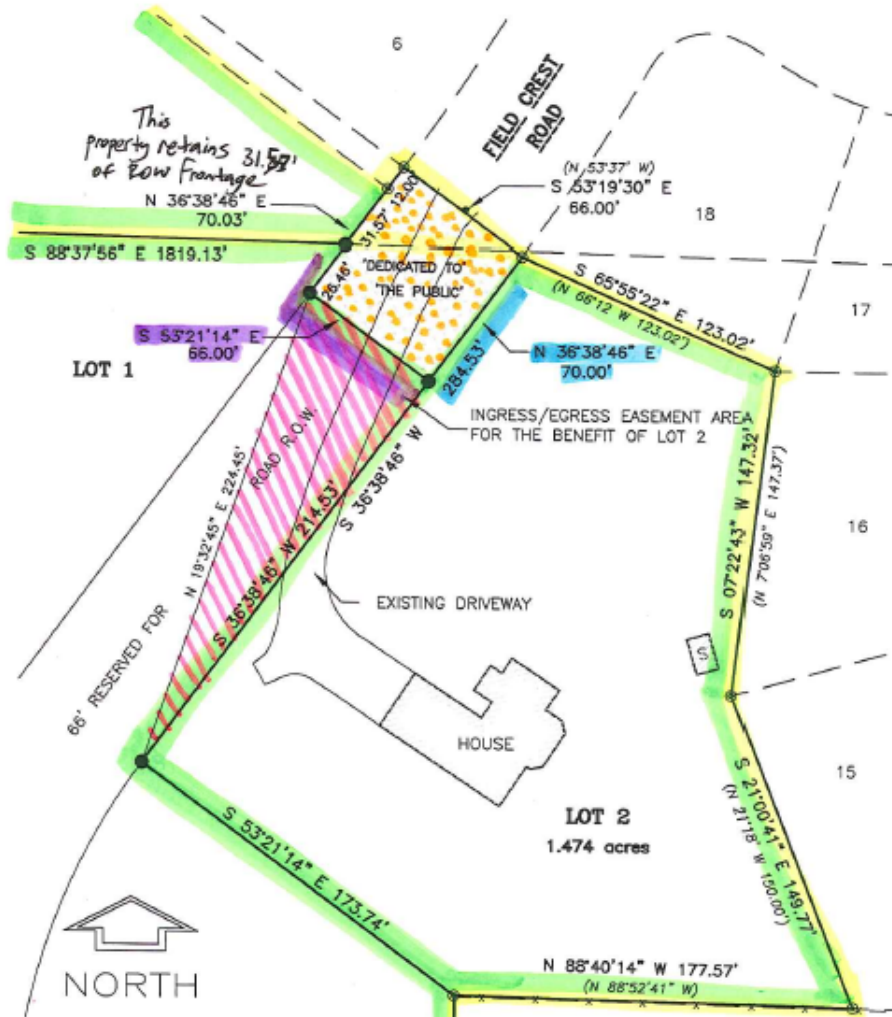 6
FIELD CREST
ROAD
This
property retains 31.57'
of Row Frontage
(N 53°37' W)
S 53°19'30" E
66.00'
N 36°38'46" E
70.03'
31.57'
12.00'
18
S 88°37'56" E 1819.13'
"DEDICATED TO
THE PUBLIC"
26.46'
S 65°55'22" E 123.02'
(N 66°12 W 123.02')
17
S 53°21'14" E
66.00'
284.53'
N 36°38'46" E
70.00'
LOT 1
INGRESS/EGRESS EASEMENT AREA
FOR THE BENEFIT OF LOT 2
ROAD R.O.W.
N 19°32'45" E 224.45'
S 36°38'46" W
S 36°38'46" W 214.53'
S 07°22'43" W 147.32'
(N 7°06'59" E 147.37')
16
EXISTING DRIVEWAY
66' RESERVED FOR
S
HOUSE
15
LOT 2
1.474 acres
S 21°00'41" E 149.77'
(N 21°18' W 150.00')
S 53°21'14" E 173.74'
N 88°40'14" W 177.57'
(N 88°52'41" W)
NORTH